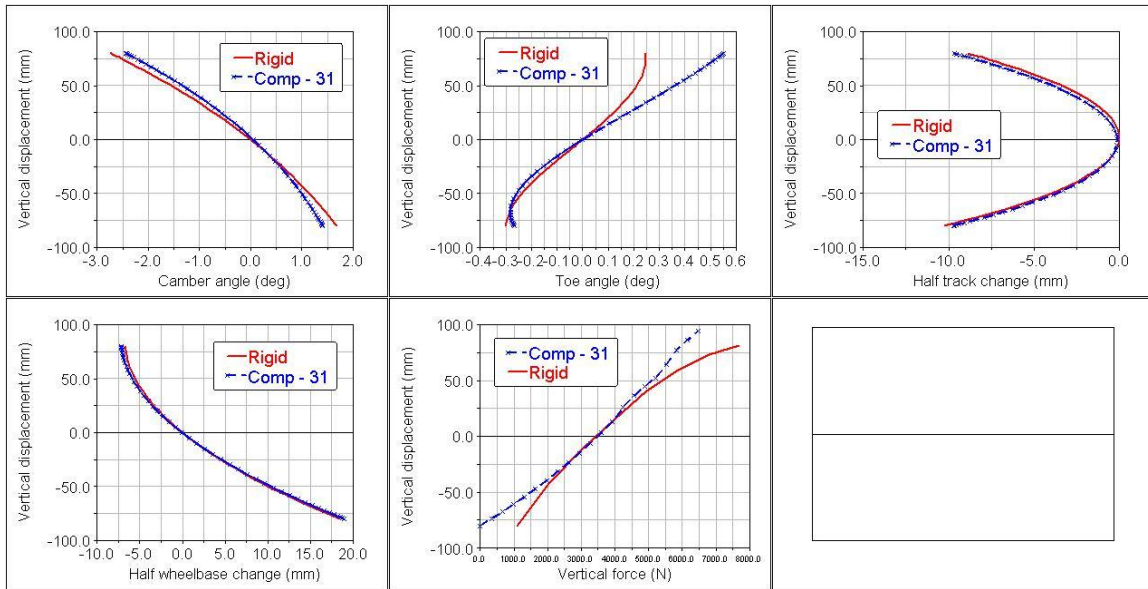 Vertical displacement (mm)
100.0
50.0
0.0
-50.0
-100.0
Rigid
Comp - 31
-3.0 -2.0 -1.0 0.0 1.0 2.0
Camber angle (deg)
Vertical displacement (mm)
100.0
50.0
0.0
-50.0
-100.0
Rigid
Comp - 31
-0.4 -0.3 -0.2 -0.1 0.0 0.1 0.2 0.3 0.4 0.5 0.6
Toe angle (deg)
Vertical displacement (mm)
100.0
50.0
0.0
-50.0
-100.0
Rigid
Comp - 31
-15.0 -10.0 -5.0 0.0
Half track change (mm)
Vertical displacement (mm)
100.0
50.0
0.0
-50.0
-100.0
Rigid
Comp - 31
-10.0 -5.0 0.0 5.0 10.0 15.0 20.0
Half wheelbase change (mm)
Vertical displacement (mm)
100.0
50.0
0.0
-50.0
-100.0
Comp - 31
Rigid
0.0 1000.0 2000.0 3000.0 4000.0 5000.0 6000.0 7000.0 8000.0
Vertical force (N)